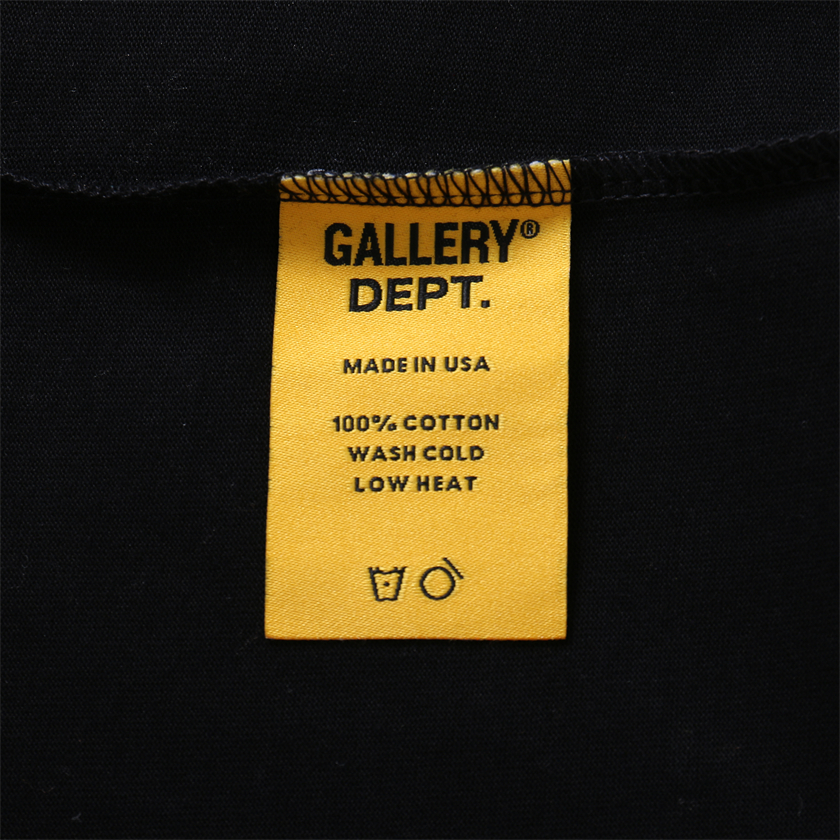 GALLERY®
DEPT.
MADE IN USA
100% COTTON
WASH COLD
LOW HEAT